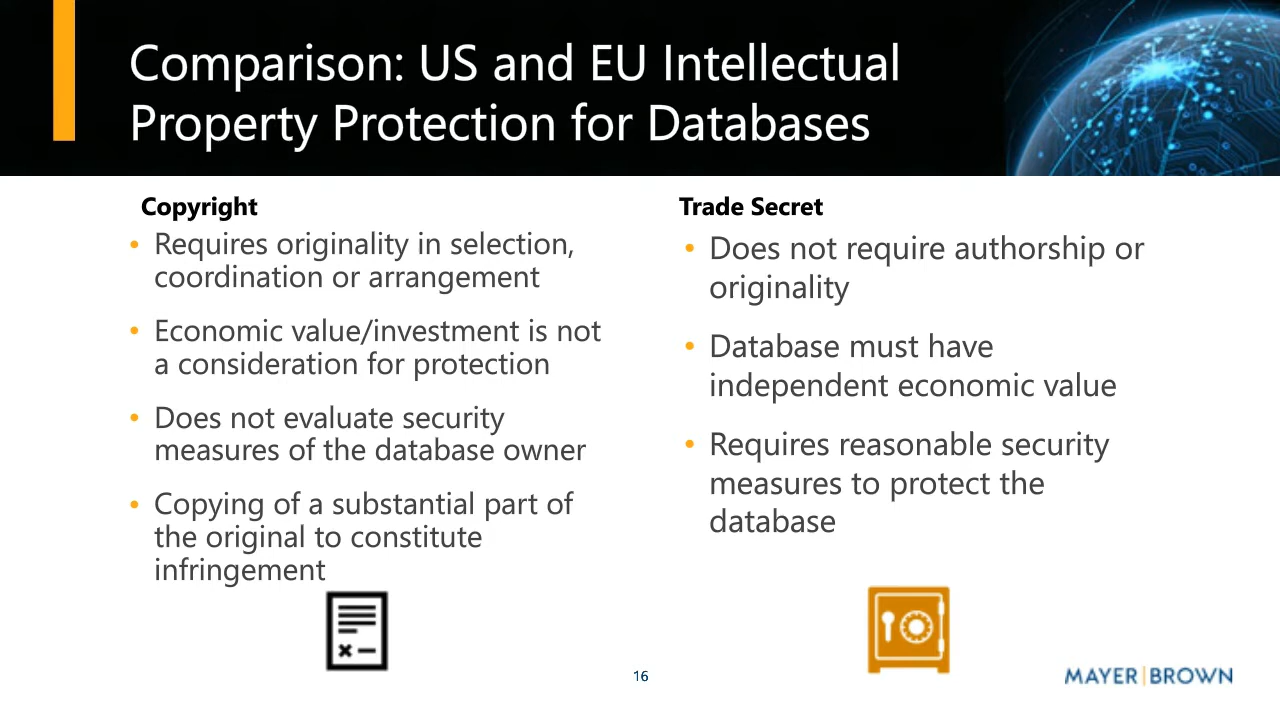 Comparison: US and EU Intellectual
Property Protection for Databases
Copyright
• Requires originality in selection,
coordination or arrangement
• Economic value/investment is not
a consideration for protection
• Does not evaluate security
measures of the database owner
• Copying of a substantial part of
the original to constitute
infringement
Trade Secret
• Does not require authorship or
originality
• Database must have
independent economic value
• Requires reasonable security
measures to protect the
database
16
MAYER|BROWN